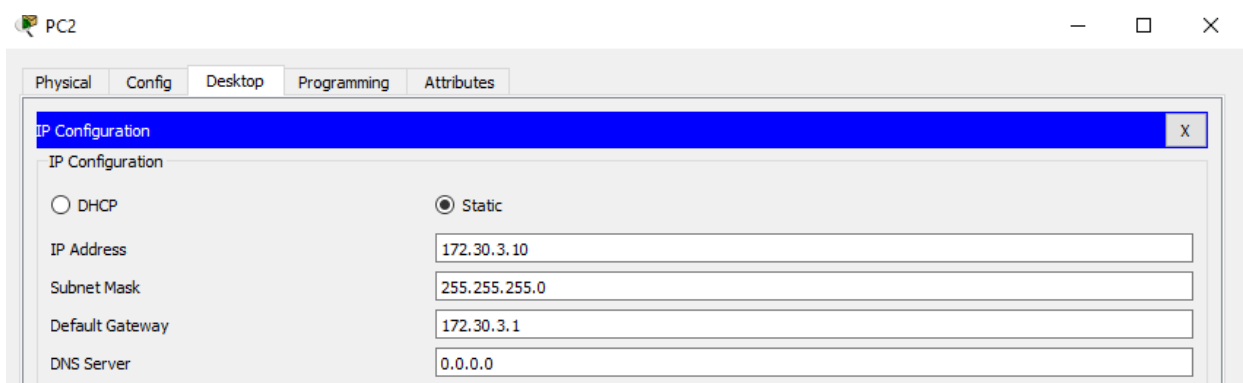 PC2
Physical Config Desktop Programming Attributes
IP Configuration X
IP Configuration
DHCP Static
IP Address 172.30.3.10
Subnet Mask 255.255.255.0
Default Gateway 172.30.3.1
DNS Server 0.0.0.0